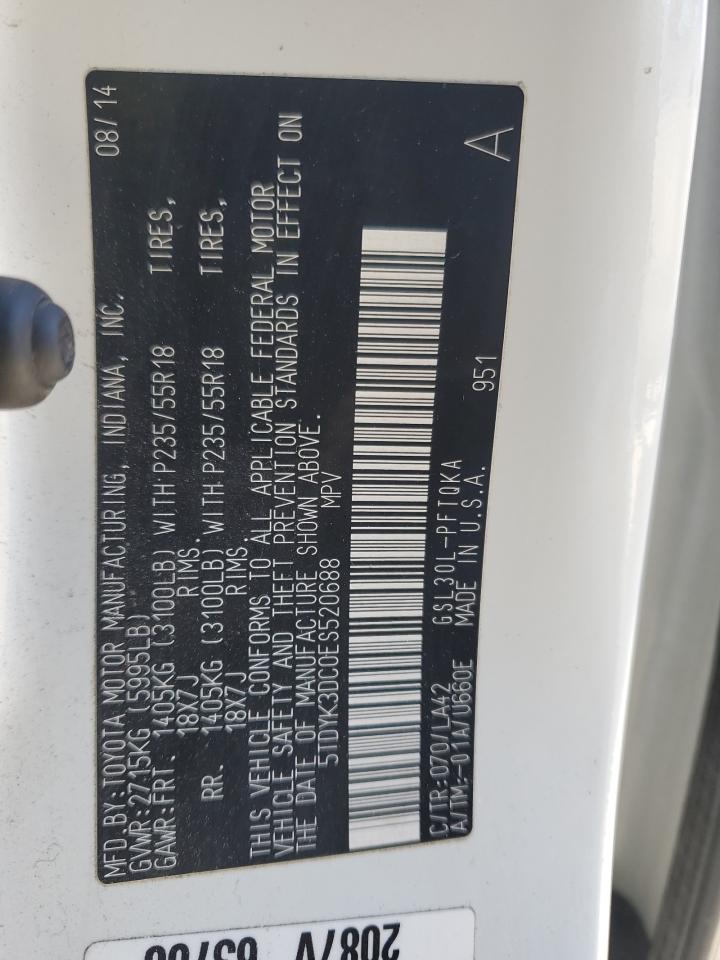 MFD.BY:TOYOTA MOTOR MANUFACTURING, INDIANA, INC. 08/14
GVWR:2715KG (5995LB)
GAWR:FRT. 1405KG (3100LB) WITH P235/55R18 TIRES,
18X7J RIMS.
RR. 1405KG (3100LB) WITH P235/55R18 TIRES,
18X7J RIMS.
THIS VEHICLE CONFORMS TO ALL APPLICABLE FEDERAL MOTOR
VEHICLE SAFETY AND THEFT PREVENTION STANDARDS IN EFFECT ON
THE DATE OF MANUFACTURE SHOWN ABOVE.
5TDYK3DC0ES520688 MPV
C/TR:070/LA42 GSL30L-PFTQKA
A/TM:-01A/U660E MADE IN U.S.A. 951 A
2087V